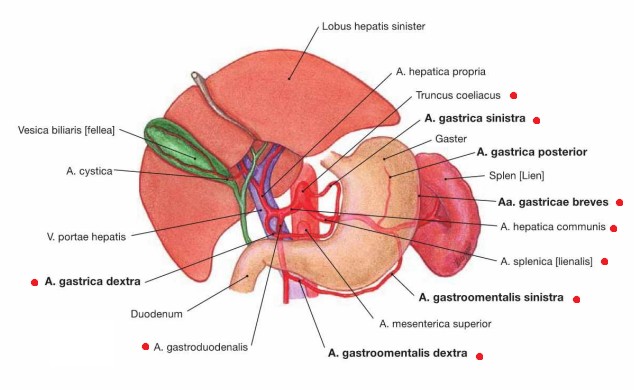 Lobus hepatis sinister
A. hepatica propria
Truncus coeliacus
A. gastrica sinistra
Gaster
A. gastrica posterior
Splen [Lien]
Aa. gastricae breves
A. hepatica communis
A. splenica [lienalis]
A. gastroomentalis sinistra
A. mesenterica superior
A. gastroomentalis dextra
Vesica biliaris [fellea]
A. cystica
V. portae hepatis
A. gastrica dextra
Duodenum
A. gastroduodenalis